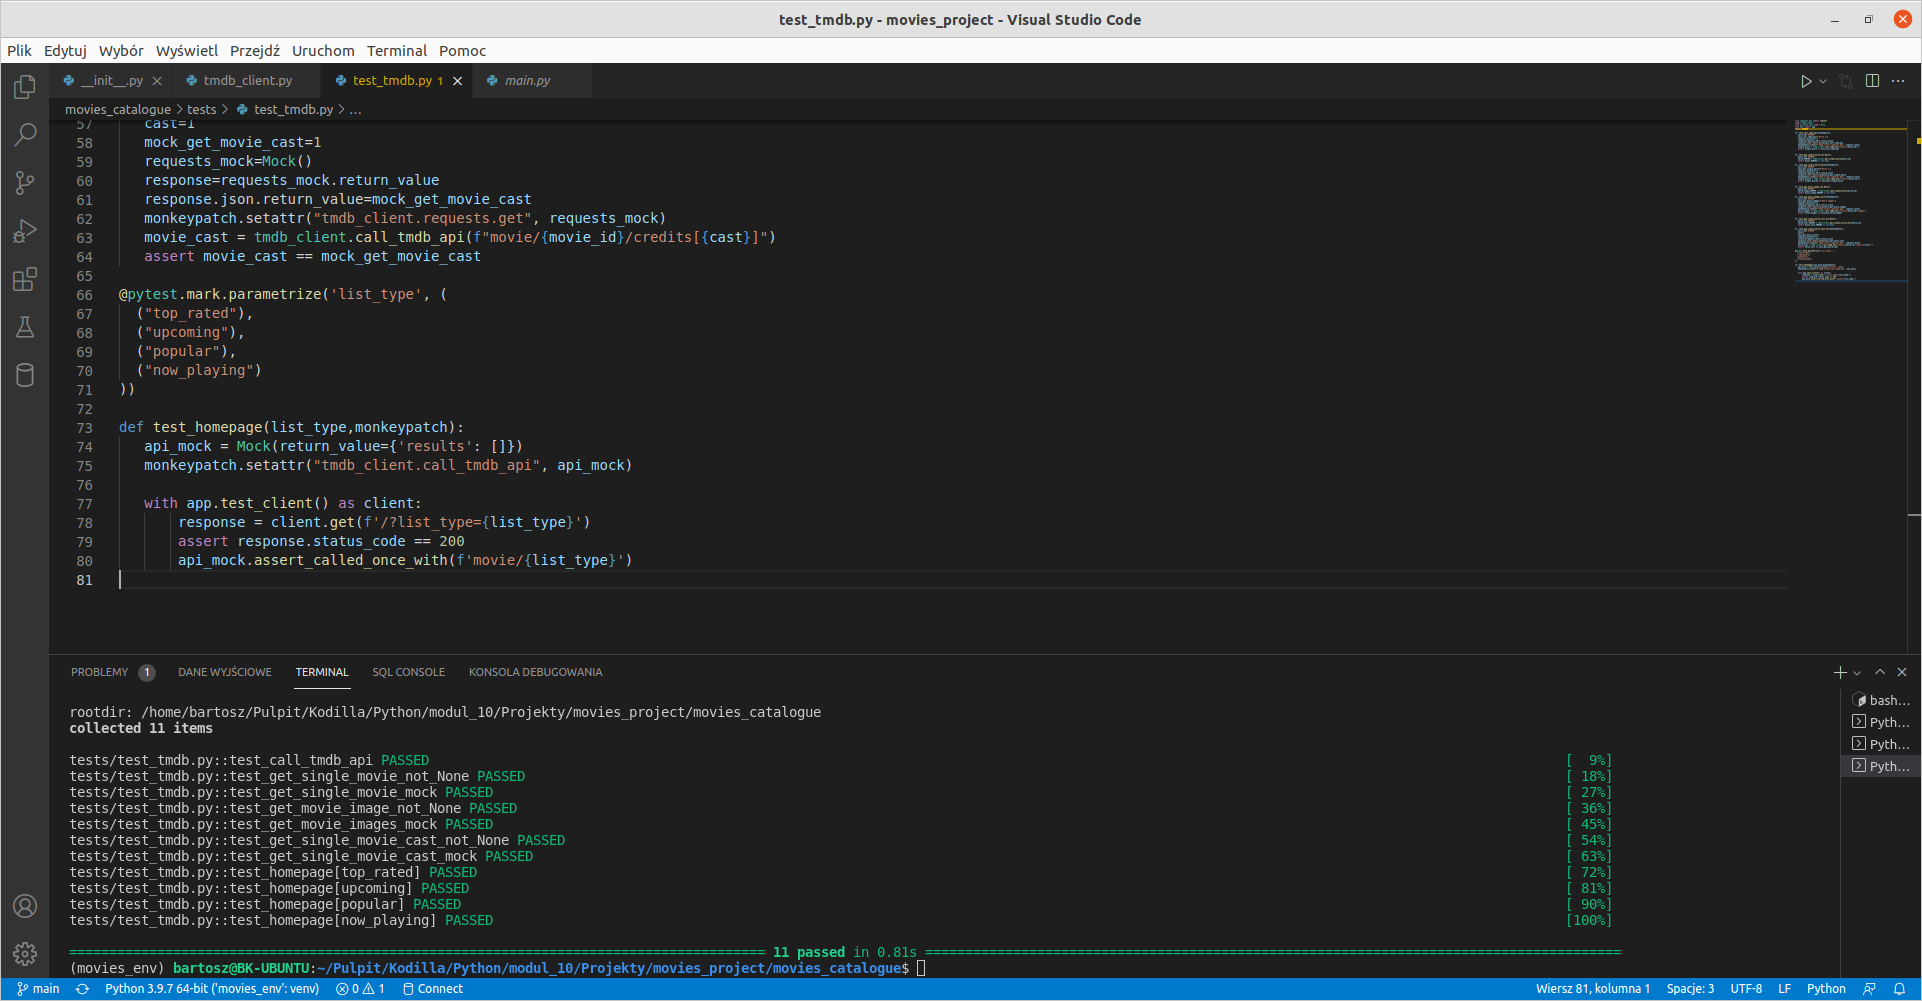 test_tmdb.py - movies_project - Visual Studio Code
Plik Edytuj Wybór Wyświetl Przejdź Uruchom Terminal Pomoc
__init__.py tmdb_client.py test_tmdb.py 1 main.py
movies_catalogue > tests > test_tmdb.py > ...
57 cast=1
58 mock_get_movie_cast=1
59 requests_mock=Mock()
60 response=requests_mock.return_value
61 response.json.return_value=mock_get_movie_cast
62 monkeypatch.setattr("tmdb_client.requests.get", requests_mock)
63 movie_cast = tmdb_client.call_tmdb_api(f"movie/{movie_id}/credits[{cast}]")
64 assert movie_cast == mock_get_movie_cast
65
66 @pytest.mark.parametrize('list_type', (
67 ("top_rated"),
68 ("upcoming"),
69 ("popular"),
70 ("now_playing")
71 ))
72
73 def test_homepage(list_type,monkeypatch):
74 api_mock = Mock(return_value={'results': []})
75 monkeypatch.setattr("tmdb_client.call_tmdb_api", api_mock)
76
77 with app.test_client() as client:
78 response = client.get(f'/?list_type={list_type}')
79 assert response.status_code == 200
80 api_mock.assert_called_once_with(f'movie/{list_type}')
81
PROBLEMY 1 DANE WYJŚCIOWE TERMINAL SQL CONSOLE KONSOLA DEBUGOWANIA
rootdir: /home/bartosz/Pulpit/Kodilla/Python/modul_10/Projekty/movies_project/movies_catalogue
collected 11 items
tests/test_tmdb.py::test_call_tmdb_api PASSED [  9%]
tests/test_tmdb.py::test_get_single_movie_not_None PASSED [ 18%]
tests/test_tmdb.py::test_get_single_movie_mock PASSED [ 27%]
tests/test_tmdb.py::test_get_movie_image_not_None PASSED [ 36%]
tests/test_tmdb.py::test_get_movie_images_mock PASSED [ 45%]
tests/test_tmdb.py::test_get_single_movie_cast_not_None PASSED [ 54%]
tests/test_tmdb.py::test_get_single_movie_cast_mock PASSED [ 63%]
tests/test_tmdb.py::test_homepage[top_rated] PASSED [ 72%]
tests/test_tmdb.py::test_homepage[upcoming] PASSED [ 81%]
tests/test_tmdb.py::test_homepage[popular] PASSED [ 90%]
tests/test_tmdb.py::test_homepage[now_playing] PASSED [100%]
11 passed in 0.81s
(movies_env) bartosz@BK-UBUNTU:~/Pulpit/Kodilla/Python/modul_10/Projekty/movies_project/movies_catalogue$
bash...
Pyth...
Pyth...
Pyth...
main Python 3.9.7 64-bit ('movies_env': venv) 0 1 Connect Wiersz 81, kolumna 1 Spacje: 3 UTF-8 LF Python